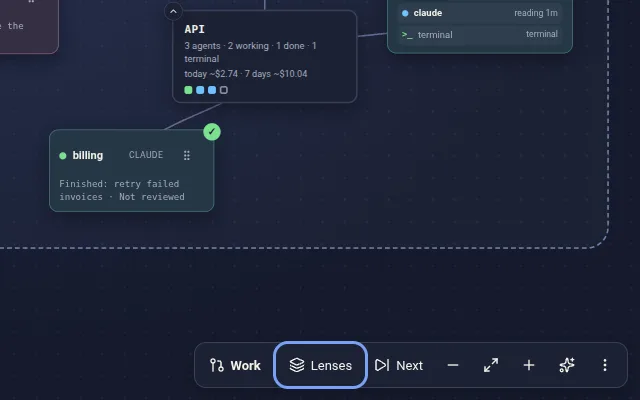 e the
API
3 agents · 2 working · 1 done · 1
terminal
today ~$2.74 · 7 days ~$10.04
claude reading 1m
>_ terminal terminal
billing CLAUDE
Finished: retry failed
invoices · Not reviewed
Work Lenses Next